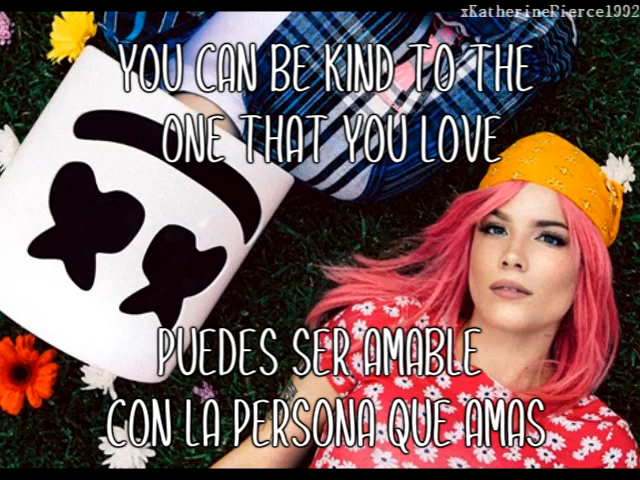 xKatherinePierce1992
YOU CAN BE KIND TO THE
ONE THAT YOU LOVE
PUEDES SER AMABLE
CON LA PERSONA QUE AMAS